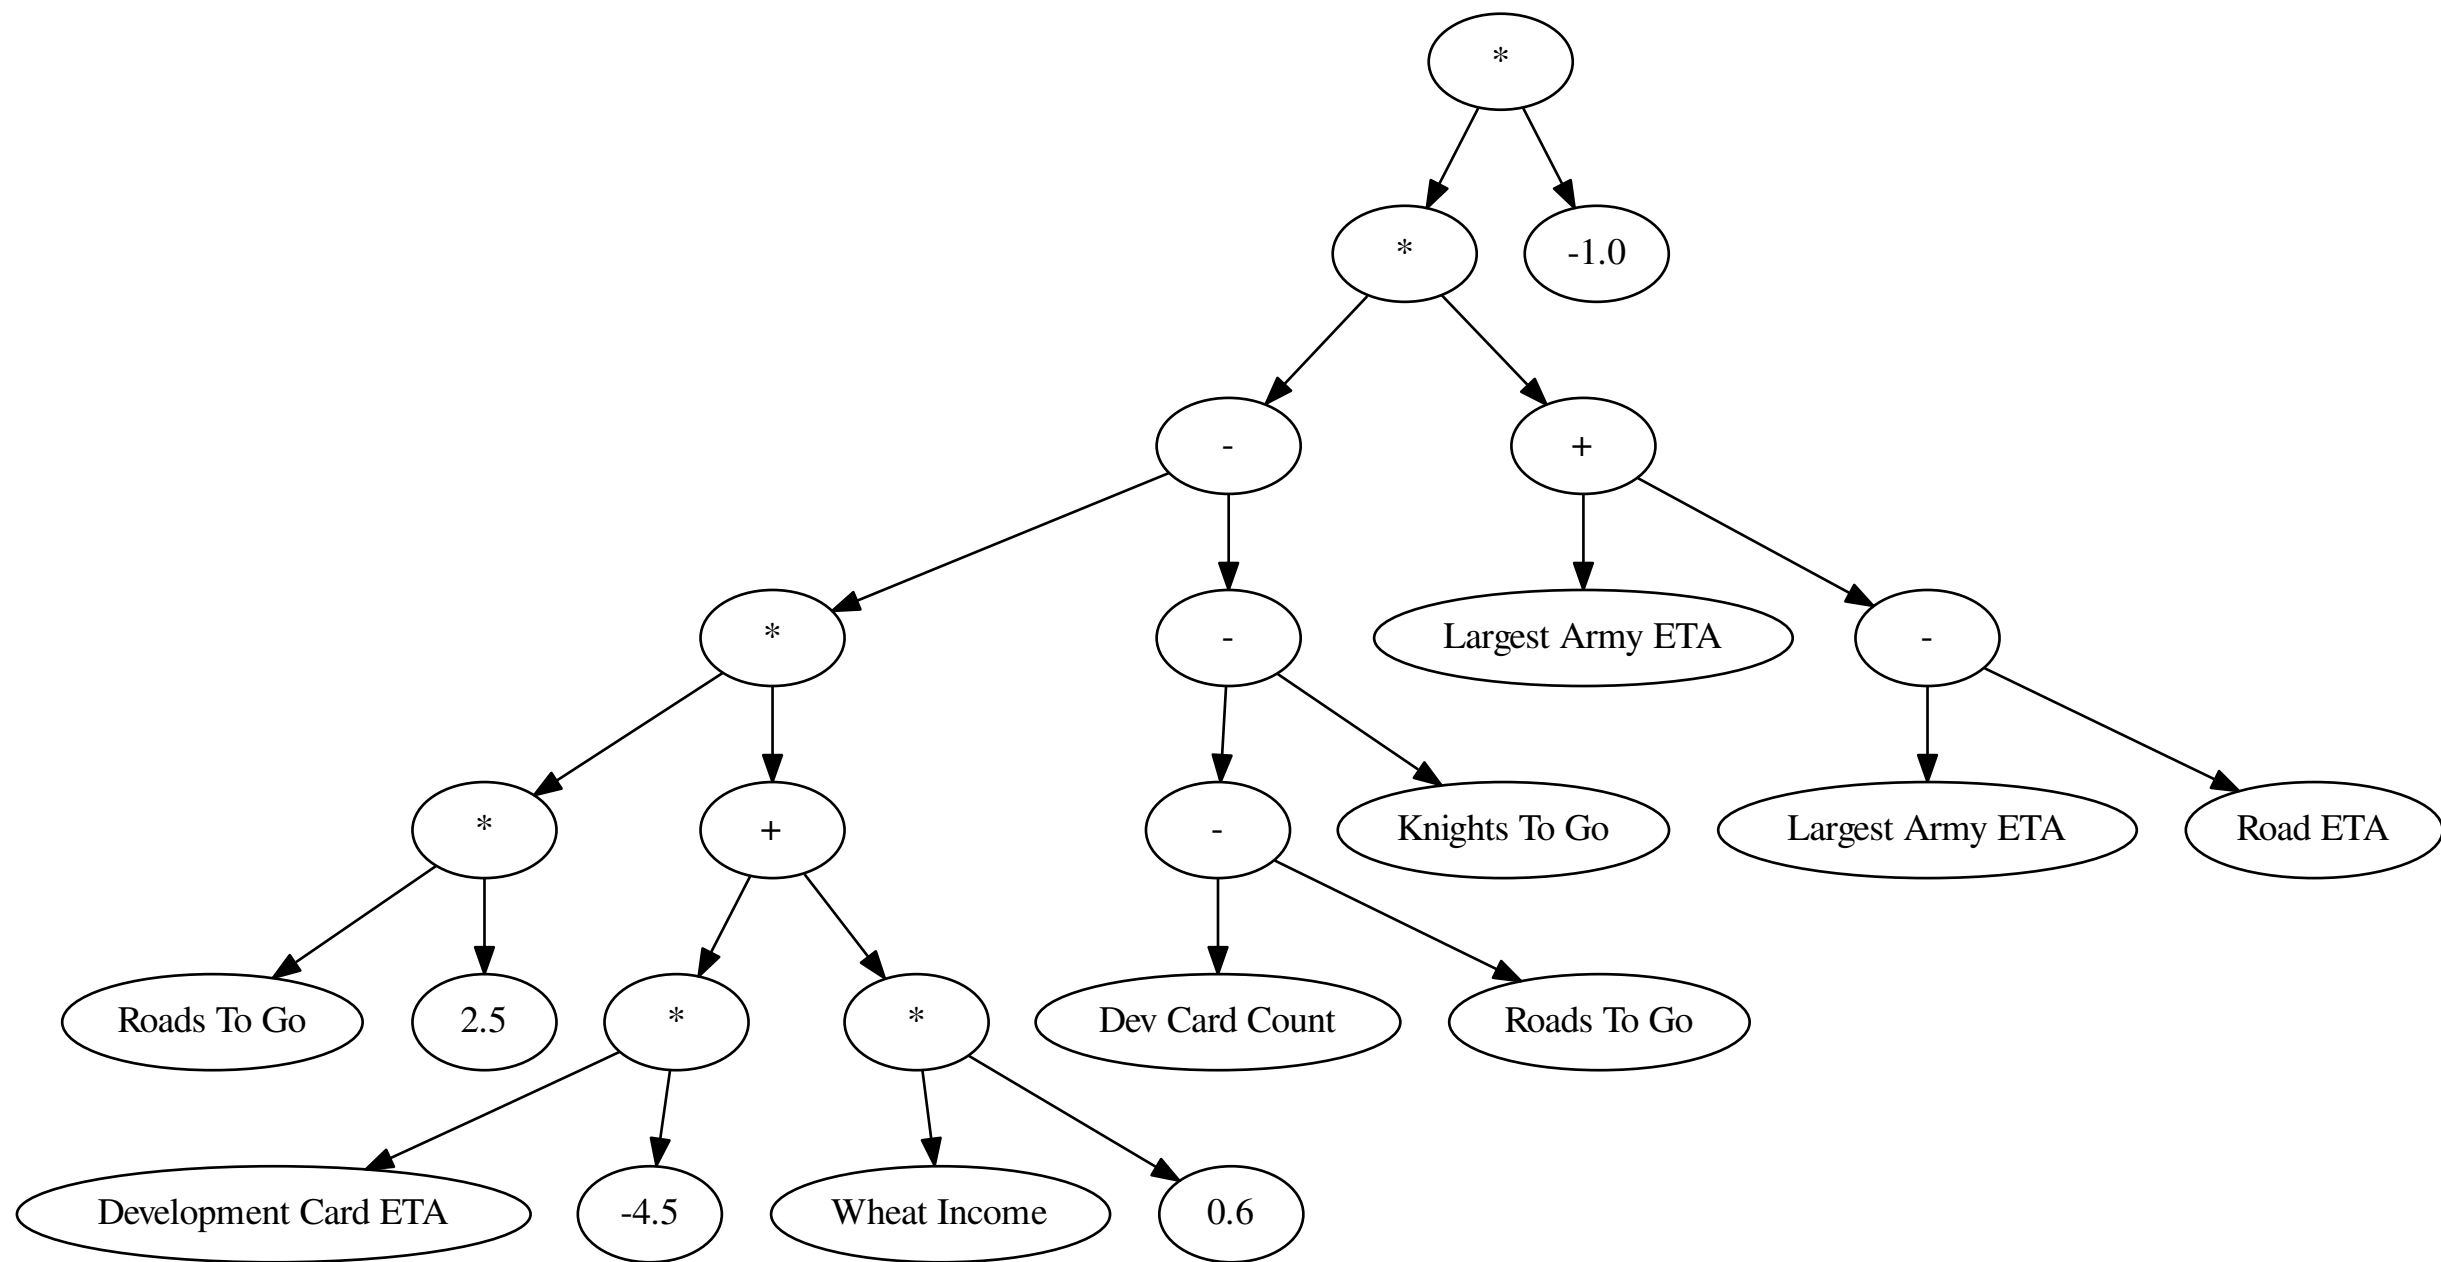 *
*
-1.0
-
+
*
-
Largest Army ETA
-
*
+
-
Knights To Go
Largest Army ETA
Road ETA
Roads To Go
2.5
*
*
Dev Card Count
Roads To Go
Development Card ETA
-4.5
Wheat Income
0.6